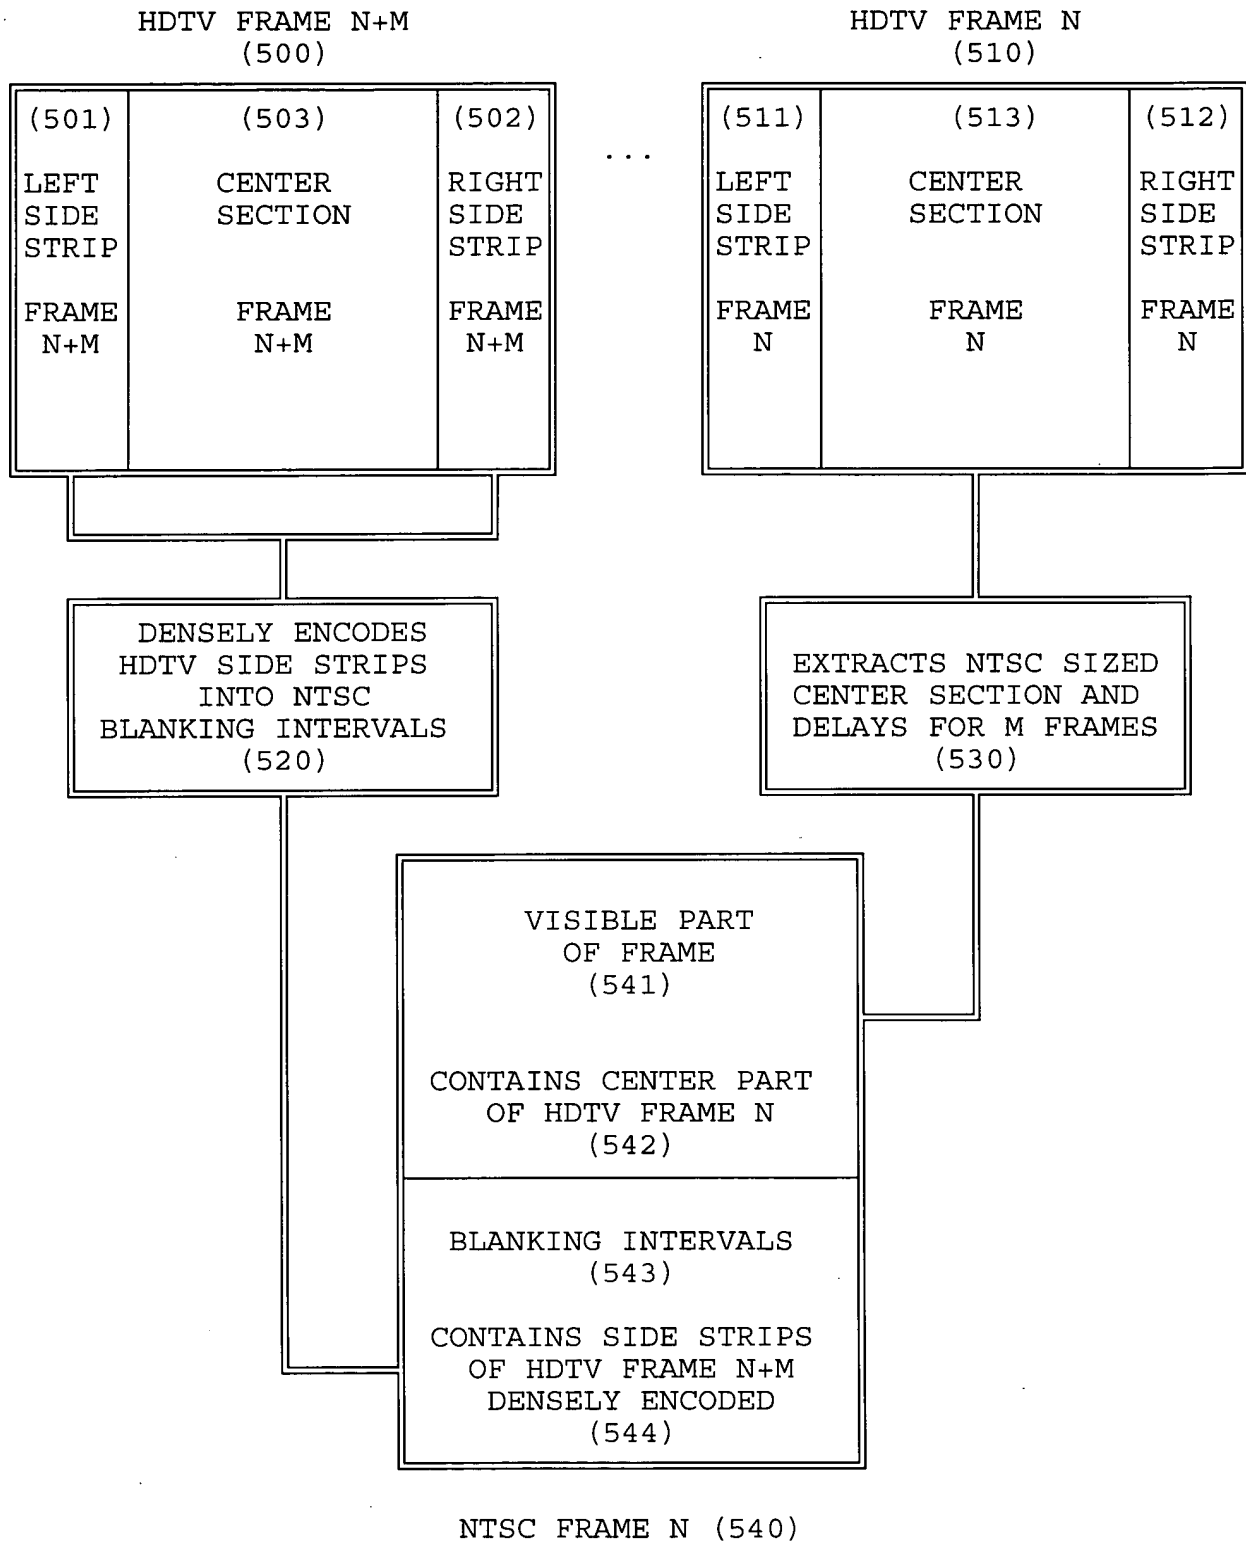 HDTV FRAME N+M
(500)
HDTV FRAME N
(510)
(501)
LEFT
SIDE
STRIP
FRAME
N+M
(503)
CENTER
SECTION
FRAME
N+M
(502)
RIGHT
SIDE
STRIP
FRAME
N+M
...
(511)
LEFT
SIDE
STRIP
FRAME
N
(513)
CENTER
SECTION
FRAME
N
(512)
RIGHT
SIDE
STRIP
FRAME
N
DENSELY ENCODES
HDTV SIDE STRIPS
INTO NTSC
BLANKING INTERVALS
(520)
EXTRACTS NTSC SIZED
CENTER SECTION AND
DELAYS FOR M FRAMES
(530)
VISIBLE PART
OF FRAME
(541)
CONTAINS CENTER PART
OF HDTV FRAME N
(542)
BLANKING INTERVALS
(543)
CONTAINS SIDE STRIPS
OF HDTV FRAME N+M
DENSELY ENCODED
(544)
NTSC FRAME N (540)